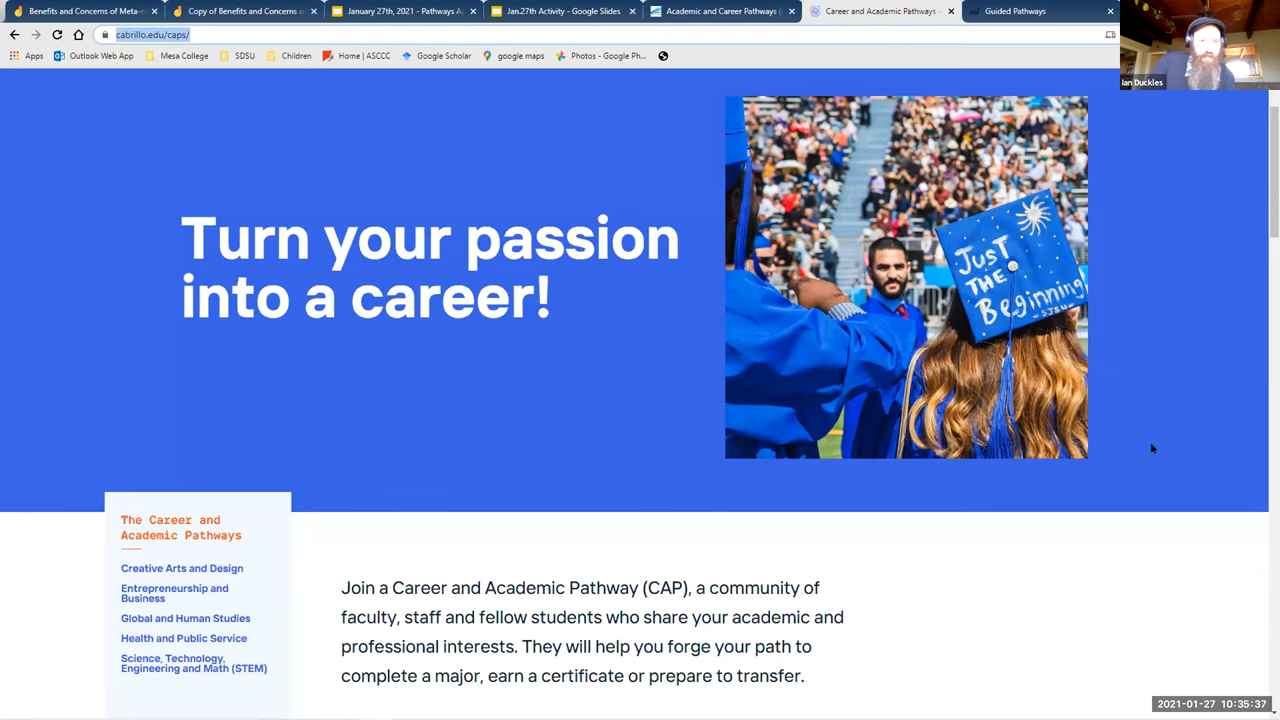 Benefits and Concerns of Meta-
Copy of Benefits and Concerns o
January 27th, 2021 - Pathways A
Jan.27th Activity - Google Slides
Academic and Career Pathways |
Career and Academic Pathways -
Guided Pathways
cabrillo.edu/caps/
Apps
Outlook Web App
Mesa College
SDSU
Children
Home | ASCCC
Google Scholar
google maps
Photos - Google Ph...
Ian Duckles
Turn your passion
into a career!
JUST
THE
Beginning!
-SJSU-
The Career and
Academic Pathways
Creative Arts and Design
Entrepreneurship and
Business
Global and Human Studies
Health and Public Service
Science, Technology,
Engineering and Math (STEM)
Join a Career and Academic Pathway (CAP), a community of
faculty, staff and fellow students who share your academic and
professional interests. They will help you forge your path to
complete a major, earn a certificate or prepare to transfer.
2021-01-27 10:35:37